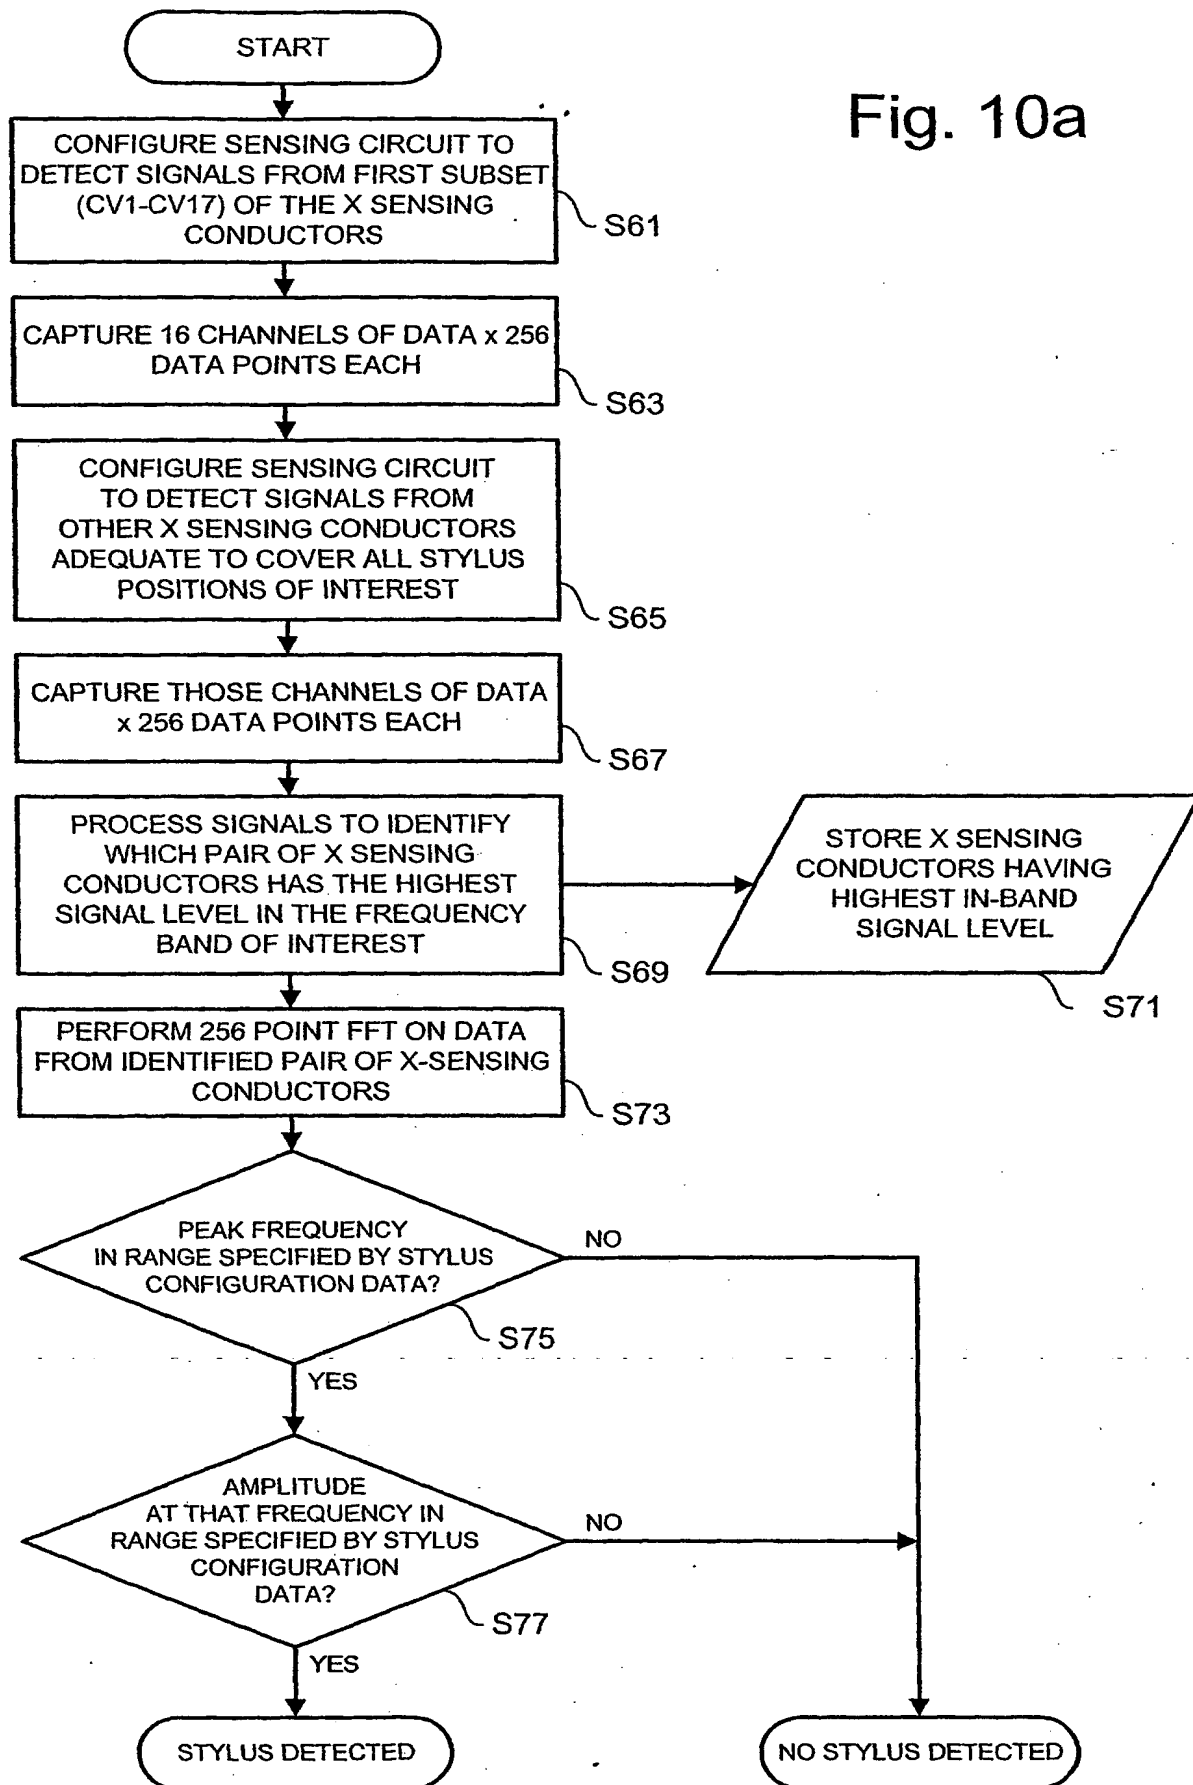 START
Fig. 10a
CONFIGURE SENSING CIRCUIT TO
DETECT SIGNALS FROM FIRST SUBSET
(CV1-CV17) OF THE X SENSING
CONDUCTORS
S61
CAPTURE 16 CHANNELS OF DATA x 256
DATA POINTS EACH
S63
CONFIGURE SENSING CIRCUIT
TO DETECT SIGNALS FROM
OTHER X SENSING CONDUCTORS
ADEQUATE TO COVER ALL STYLUS
POSITIONS OF INTEREST
S65
CAPTURE THOSE CHANNELS OF DATA
x 256 DATA POINTS EACH
S67
PROCESS SIGNALS TO IDENTIFY
WHICH PAIR OF X SENSING
CONDUCTORS HAS THE HIGHEST
SIGNAL LEVEL IN THE FREQUENCY
BAND OF INTEREST
S69
STORE X SENSING
CONDUCTORS HAVING
HIGHEST IN-BAND
SIGNAL LEVEL
S71
PERFORM 256 POINT FFT ON DATA
FROM IDENTIFIED PAIR OF X-SENSING
CONDUCTORS
S73
PEAK FREQUENCY
IN RANGE SPECIFIED BY STYLUS
CONFIGURATION DATA?
NO
S75
YES
AMPLITUDE
AT THAT FREQUENCY IN
RANGE SPECIFIED BY STYLUS
CONFIGURATION
DATA?
NO
S77
YES
STYLUS DETECTED
NO STYLUS DETECTED